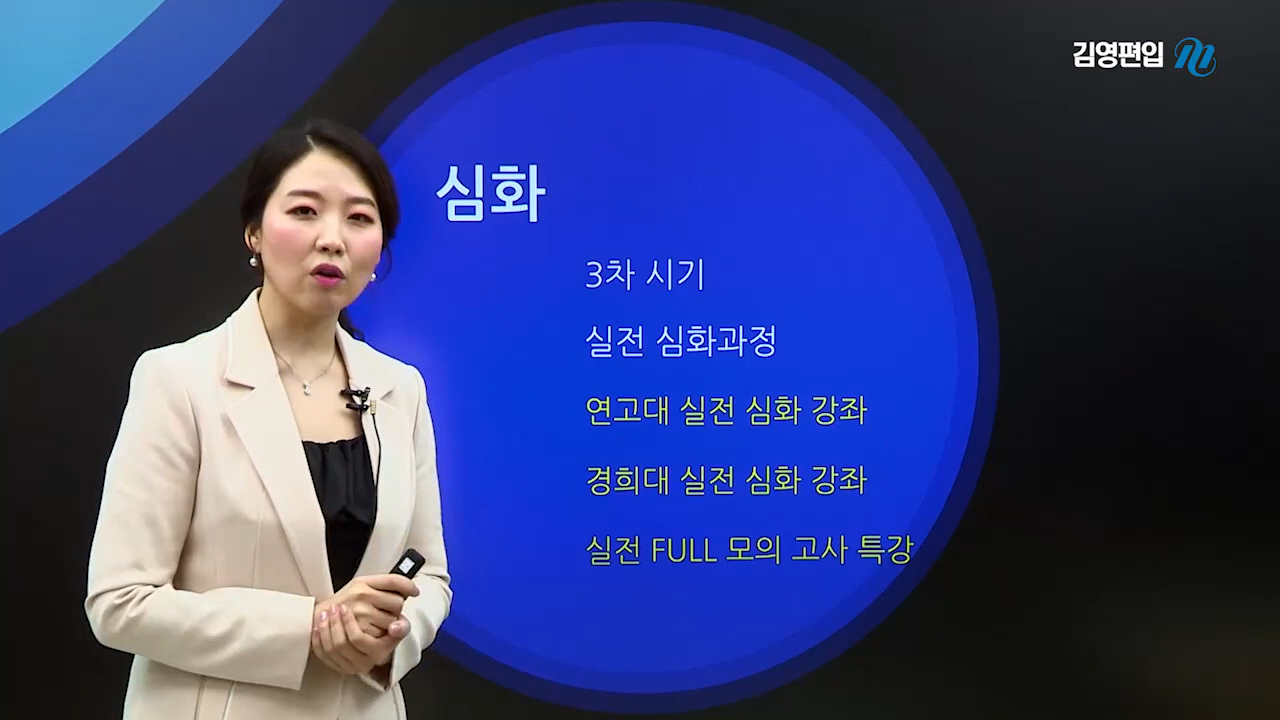 김영편입
심화
3차 시기
실전 심화과정
연고대 실전 심화 강좌
경희대 실전 심화 강좌
실전 FULL 모의 고사 특강